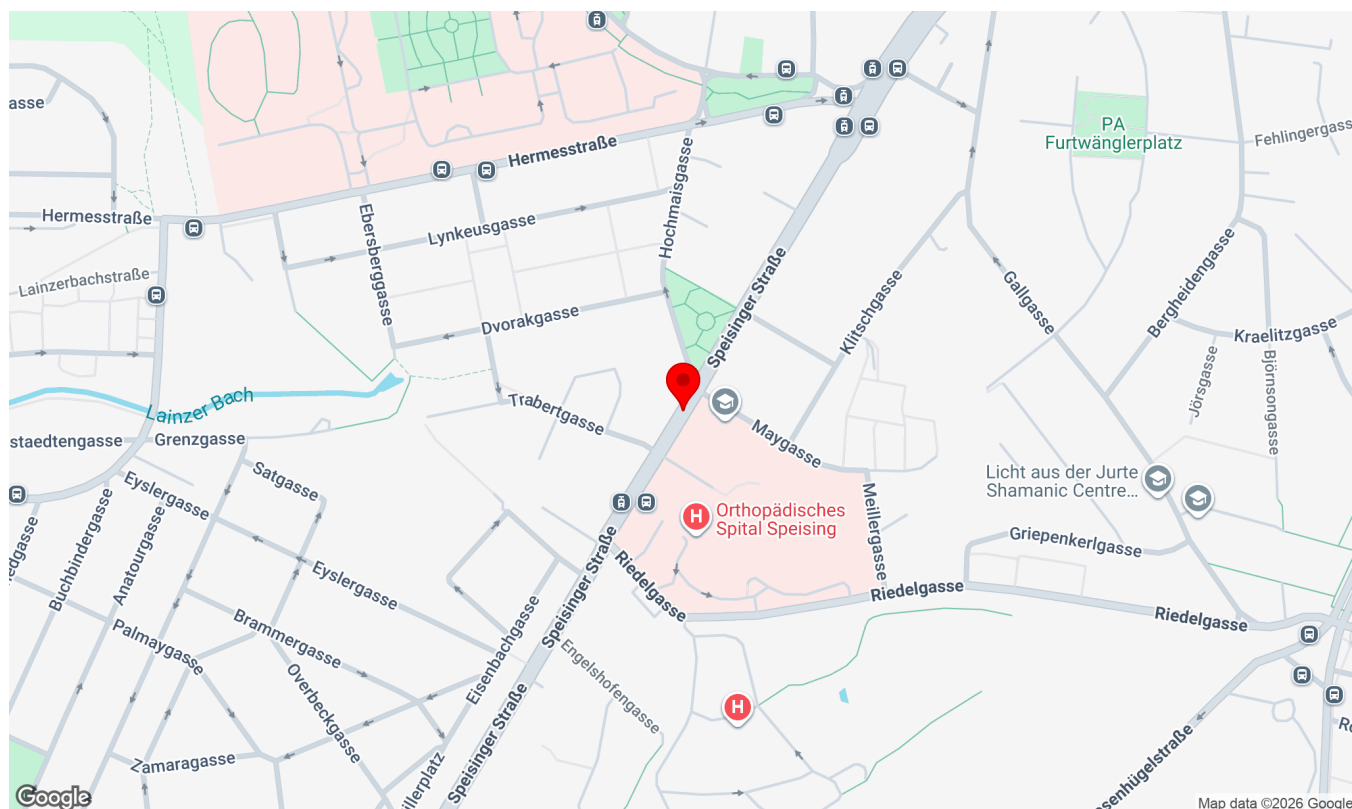 asse
Hermesstraße
PA
Furtwänglerplatz
Fehlingergasse
Hermesstraße
Ebersberggasse
Lynkeusgasse
Hochmaisgasse
Lainzerbachstraße
Dvorakgasse
Speisinger Straße
Klitschgasse
Gallgasse
Bergheidengasse
Kraelitzgasse
Jörsgasse
Björnsongasse
Lainzer Bach
staedtengasse
Grenzgasse
Trabertgasse
Maygasse
Satgasse
Eyslergasse
Licht aus der Jurte
Shamanic Centre...
Meillergasse
Orthopädisches
Spital Speising
Buchbindergasse
Anatourgasse
Griepenkerlgasse
Eyslergasse
Speisinger Straße
Riedelgasse
Riedelgasse
Riedelgasse
Palmaygasse
Brammergasse
Eisenbachgasse
Engelshofengasse
Overbeckgasse
Zamaragasse
Speisinger Straße
Google
Map data ©2026 Google